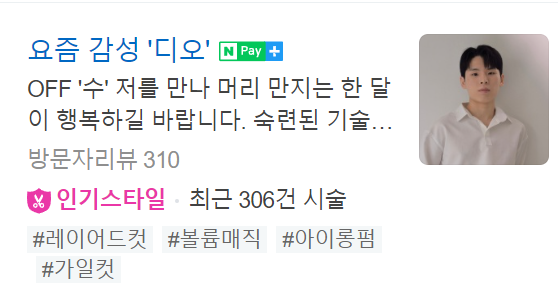 요즘 감성 '디오' N Pay +
OFF '수' 저를 만나 머리 만지는 한 달
이 행복하길 바랍니다. 숙련된 기술...
방문자리뷰 310
인기스타일 · 최근 306건 시술
#레이어드컷 #볼륨매직 #아이롱펌
#가일컷